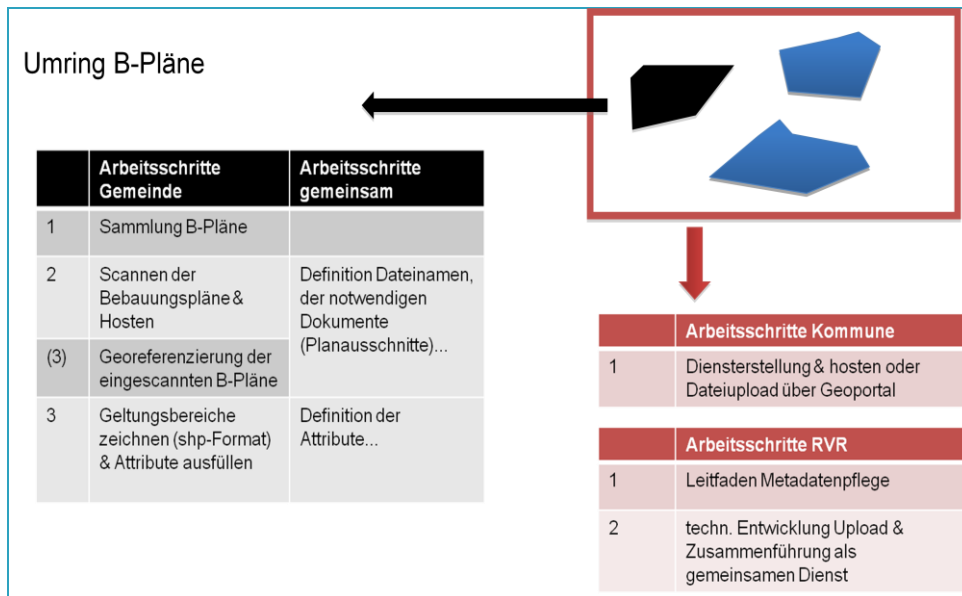 Umring B-Pläne
Arbeitsschritte
Gemeinde
Arbeitsschritte
gemeinsam
1
Sammlung B-Pläne
2
Scannen der
Bebauungspläne &
Hosten
Definition Dateinamen,
der notwendigen
Dokumente
(Planausschnitte)...
(3)
Georeferenzierung der
eingescannten B-Pläne
3
Geltungsbereiche
zeichnen (shp-Format)
& Attribute ausfüllen
Definition der
Attribute...
Arbeitsschritte Kommune
1
Diensterstellung & hosten oder
Dateiupload über Geoportal
Arbeitsschritte RVR
1
Leitfaden Metadatenpflege
2
techn. Entwicklung Upload &
Zusammenführung als
gemeinsamen Dienst